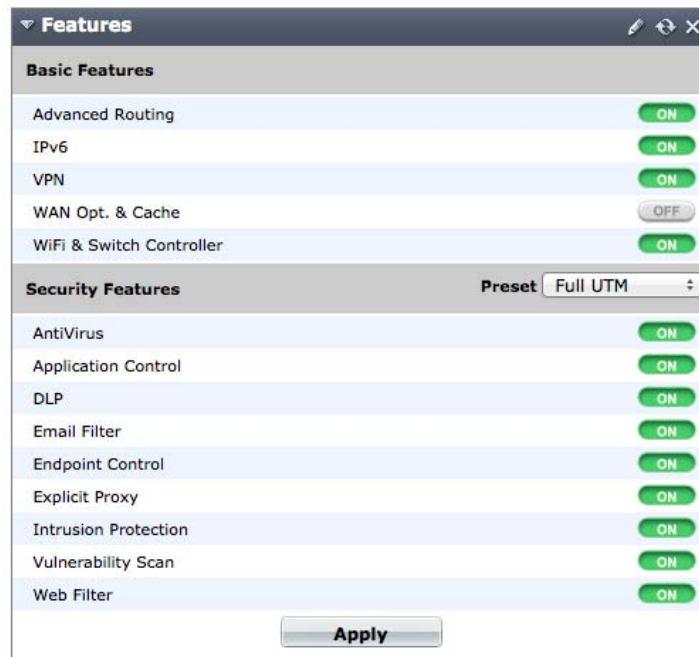 Features
Basic Features
Advanced Routing ON
IPv6 ON
VPN ON
WAN Opt. & Cache OFF
WiFi & Switch Controller ON
Security Features Preset Full UTM
AntiVirus ON
Application Control ON
DLP ON
Email Filter ON
Endpoint Control ON
Explicit Proxy ON
Intrusion Protection ON
Vulnerability Scan ON
Web Filter ON
Apply